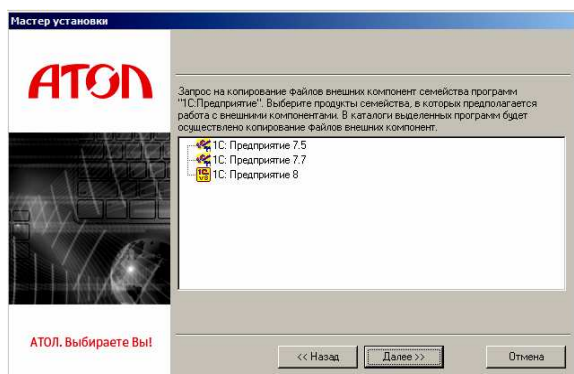 Мастер установки
АТОЛ
Запрос на копирование файлов внешних компонент семейства программ
"1С:Предприятие". Выберите продукты семейства, в которых предполагается
работа с внешними компонентами. В каталоги выделенных программ будет
осуществлено копирование файлов внешних компонент.
1С: Предприятие 7.5
1С: Предприятие 7.7
1С: Предприятие 8
АТОЛ. Выбираете Вы!
<< Назад
Далее >>
Отмена